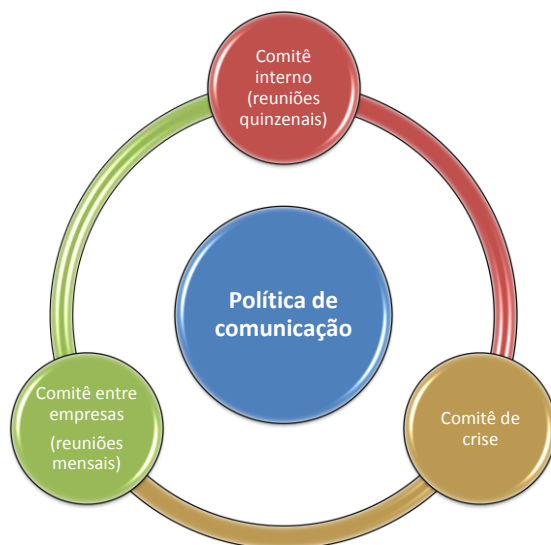 Comitê
interno
(reuniões
quinzenais)
Política de
comunicação
Comitê entre
empresas
(reuniões
mensais)
Comitê de
crise